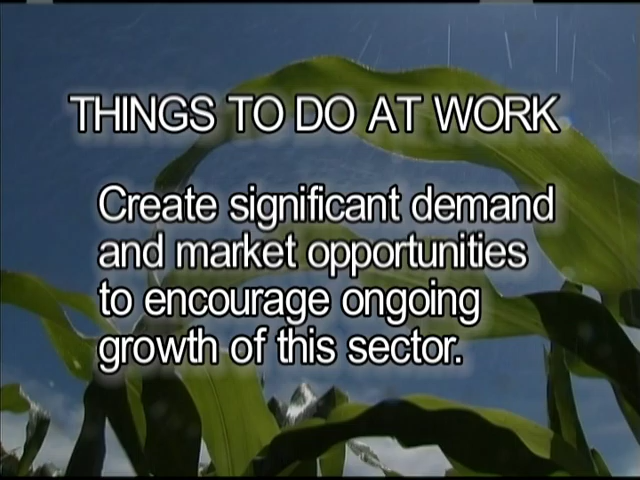 THINGS TO DO AT WORK
Create significant demand
and market opportunities
to encourage ongoing
growth of this sector.